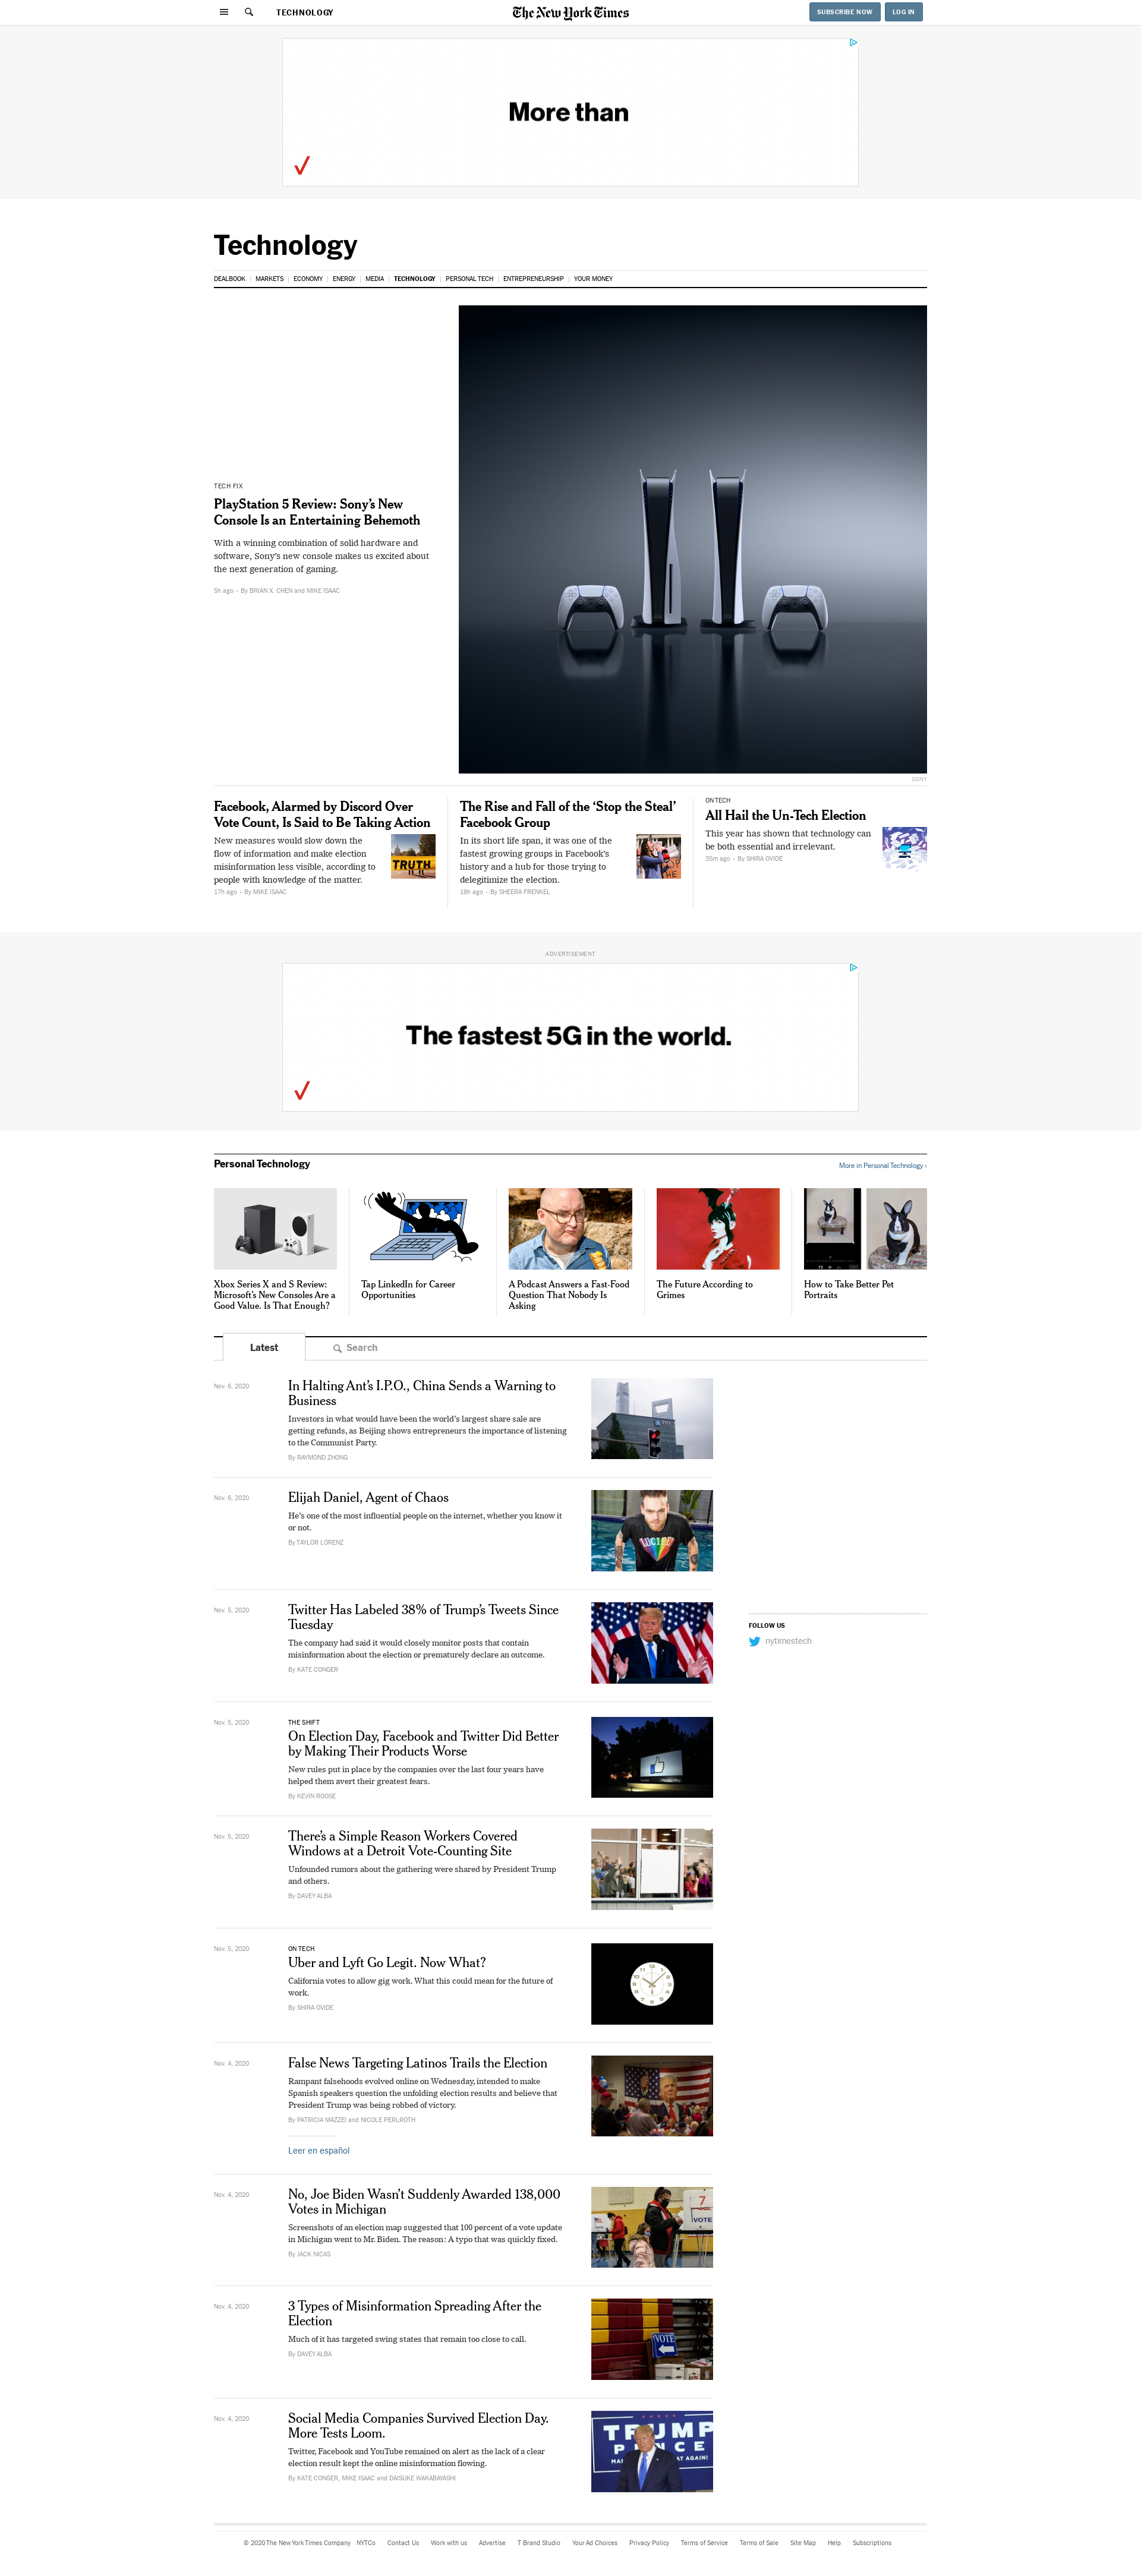 TECHNOLOGY
The New York Times
SUBSCRIBE NOW
LOG IN
More than
Technology
DEALBOOK
MARKETS
ECONOMY
ENERGY
MEDIA
TECHNOLOGY
PERSONAL TECH
ENTREPRENEURSHIP
YOUR MONEY
TECH FIX
PlayStation 5 Review: Sony’s New
Console Is an Entertaining Behemoth
With a winning combination of solid hardware and
software, Sony’s new console makes us excited about
the next generation of gaming.
5h ago - By BRIAN X. CHEN and MIKE ISAAC
SONY
Facebook, Alarmed by Discord Over
Vote Count, Is Said to Be Taking Action
New measures would slow down the
flow of information and make election
misinformation less visible, according to
people with knowledge of the matter.
17h ago - By MIKE ISAAC
TRUTH
The Rise and Fall of the ‘Stop the Steal’
Facebook Group
In its short life span, it was one of the
fastest growing groups in Facebook’s
history and a hub for those trying to
delegitimize the election.
18h ago - By SHEERA FRENKEL
ON TECH
All Hail the Un-Tech Election
This year has shown that technology can
be both essential and irrelevant.
35m ago - By SHIRA OVIDE
ADVERTISEMENT
The fastest 5G in the world.
Personal Technology
More in Personal Technology ›
Xbox Series X and S Review:
Microsoft’s New Consoles Are a
Good Value. Is That Enough?
Tap LinkedIn for Career
Opportunities
A Podcast Answers a Fast-Food
Question That Nobody Is
Asking
The Future According to
Grimes
How to Take Better Pet
Portraits
Latest
Search
Nov. 6, 2020
In Halting Ant’s I.P.O., China Sends a Warning to
Business
Investors in what would have been the world’s largest share sale are
getting refunds, as Beijing shows entrepreneurs the importance of listening
to the Communist Party.
By RAYMOND ZHONG
Nov. 6, 2020
Elijah Daniel, Agent of Chaos
He’s one of the most influential people on the internet, whether you know it
or not.
By TAYLOR LORENZ
LUCIFER
Nov. 5, 2020
Twitter Has Labeled 38% of Trump’s Tweets Since
Tuesday
The company had said it would closely monitor posts that contain
misinformation about the election or prematurely declare an outcome.
By KATE CONGER
FOLLOW US
nytimestech
Nov. 5, 2020
THE SHIFT
On Election Day, Facebook and Twitter Did Better
by Making Their Products Worse
New rules put in place by the companies over the last four years have
helped them avert their greatest fears.
By KEVIN ROOSE
Nov. 5, 2020
There’s a Simple Reason Workers Covered
Windows at a Detroit Vote-Counting Site
Unfounded rumors about the gathering were shared by President Trump
and others.
By DAVEY ALBA
Nov. 5, 2020
ON TECH
Uber and Lyft Go Legit. Now What?
California votes to allow gig work. What this could mean for the future of
work.
By SHIRA OVIDE
Nov. 4, 2020
False News Targeting Latinos Trails the Election
Rampant falsehoods evolved online on Wednesday, intended to make
Spanish speakers question the unfolding election results and believe that
President Trump was being robbed of victory.
By PATRICIA MAZZEI and NICOLE PERLROTH
Leer en español
Nov. 4, 2020
No, Joe Biden Wasn’t Suddenly Awarded 138,000
Votes in Michigan
Screenshots of an election map suggested that 100 percent of a vote update
in Michigan went to Mr. Biden. The reason: A typo that was quickly fixed.
By JACK NICAS
7
VOTE
Nov. 4, 2020
3 Types of Misinformation Spreading After the
Election
Much of it has targeted swing states that remain too close to call.
By DAVEY ALBA
VOTE
Nov. 4, 2020
Social Media Companies Survived Election Day.
More Tests Loom.
Twitter, Facebook and YouTube remained on alert as the lack of a clear
election result kept the online misinformation flowing.
By KATE CONGER, MIKE ISAAC and DAISUKE WAKABAYASHI
TRUMP
© 2020 The New York Times Company
NYTCo
Contact Us
Work with us
Advertise
T Brand Studio
Your Ad Choices
Privacy Policy
Terms of Service
Terms of Sale
Site Map
Help
Subscriptions